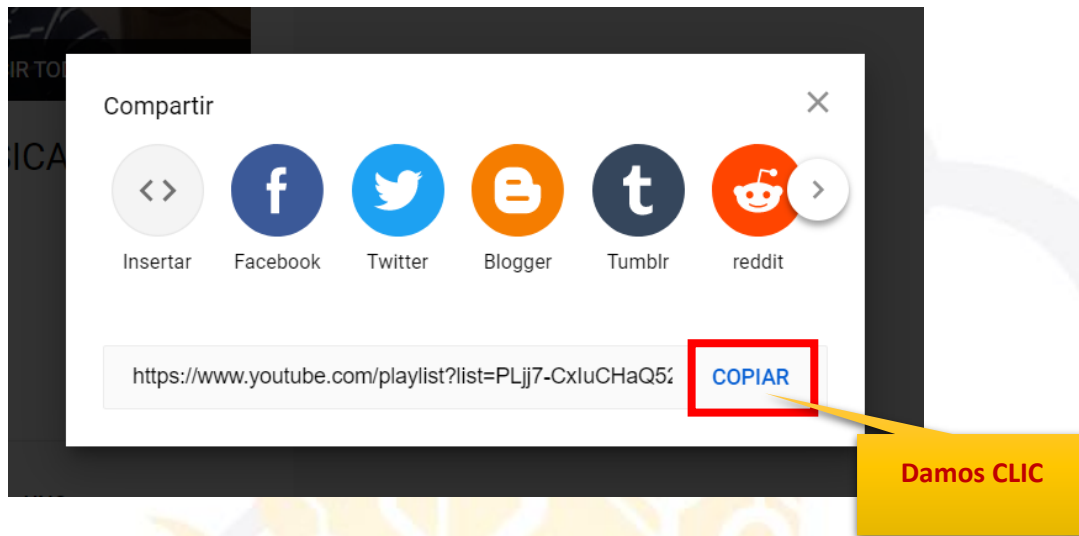 IR TOD
Compartir
SICA
Insertar
Facebook
Twitter
Blogger
Tumblr
reddit
https://www.youtube.com/playlist?list=PLjj7-CxIuCHaQ52
COPIAR
Damos CLIC